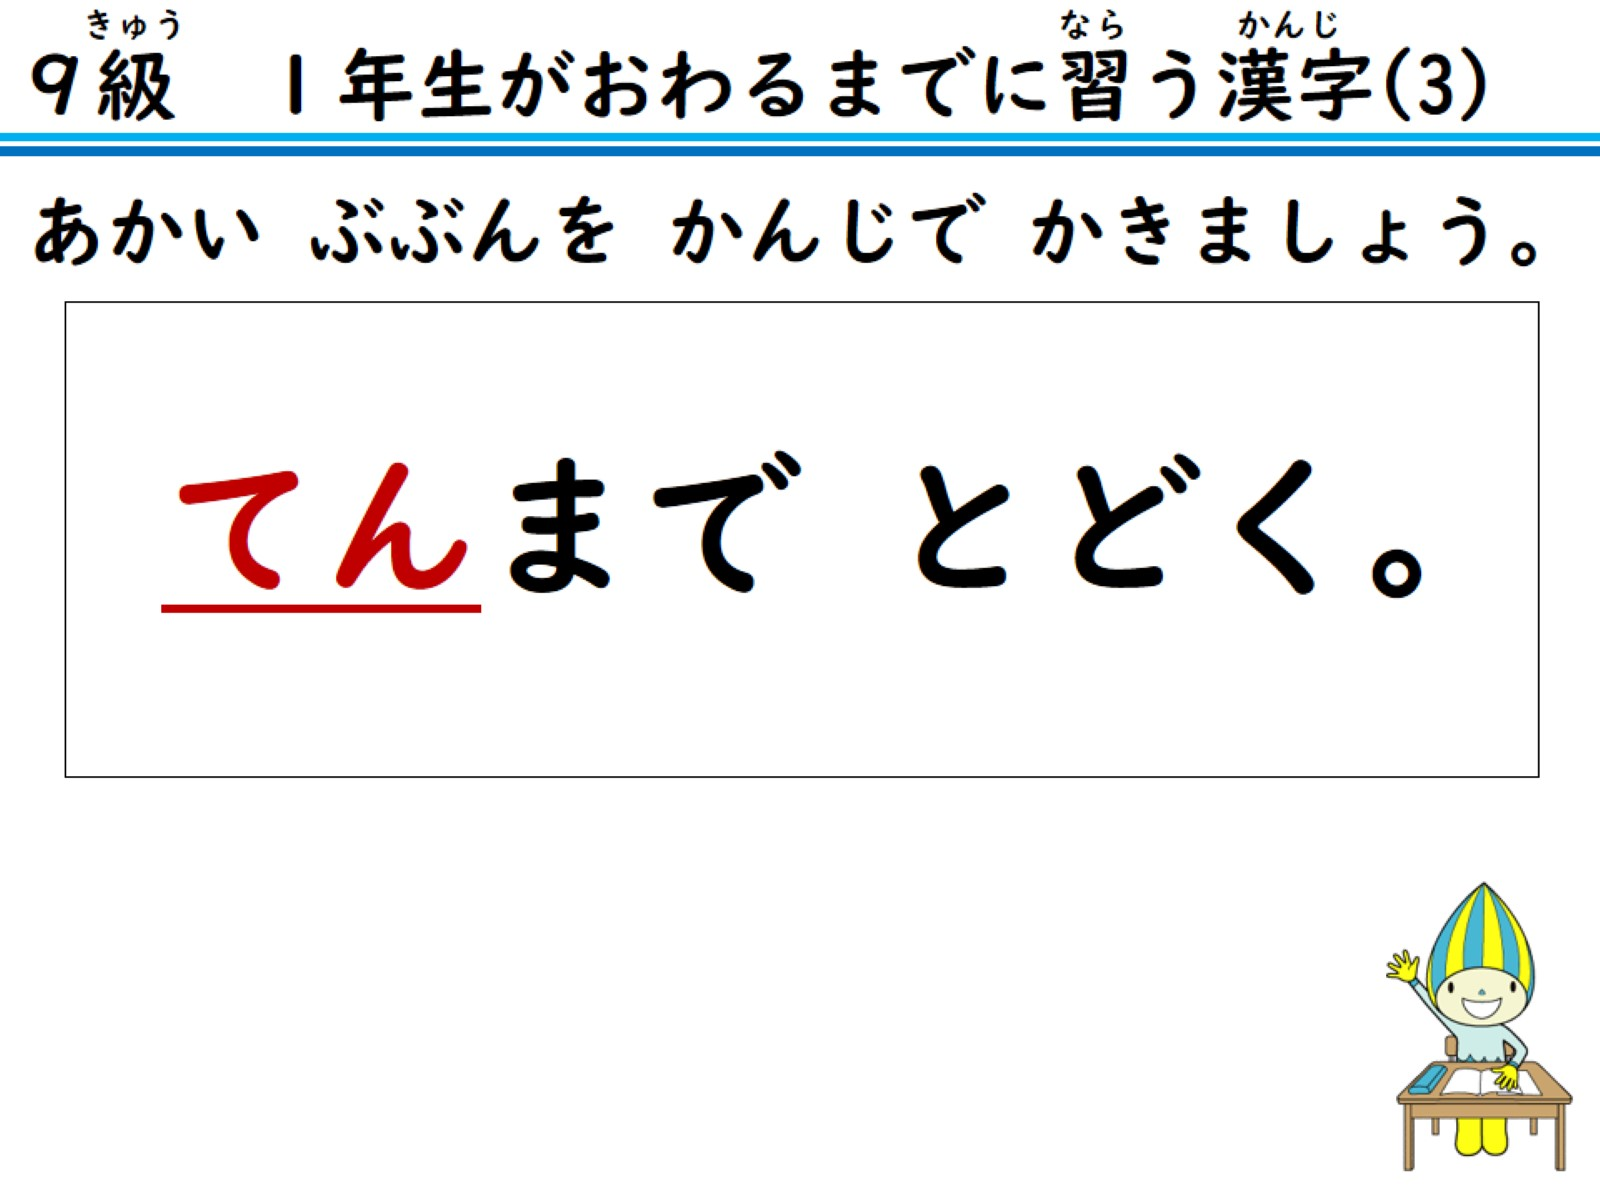 きゅう なら かんじ
9級 1年生がおわるまでに習う漢字(3)
あかい ぶぶんを かんじで かきましょう。
てんまで とどく。